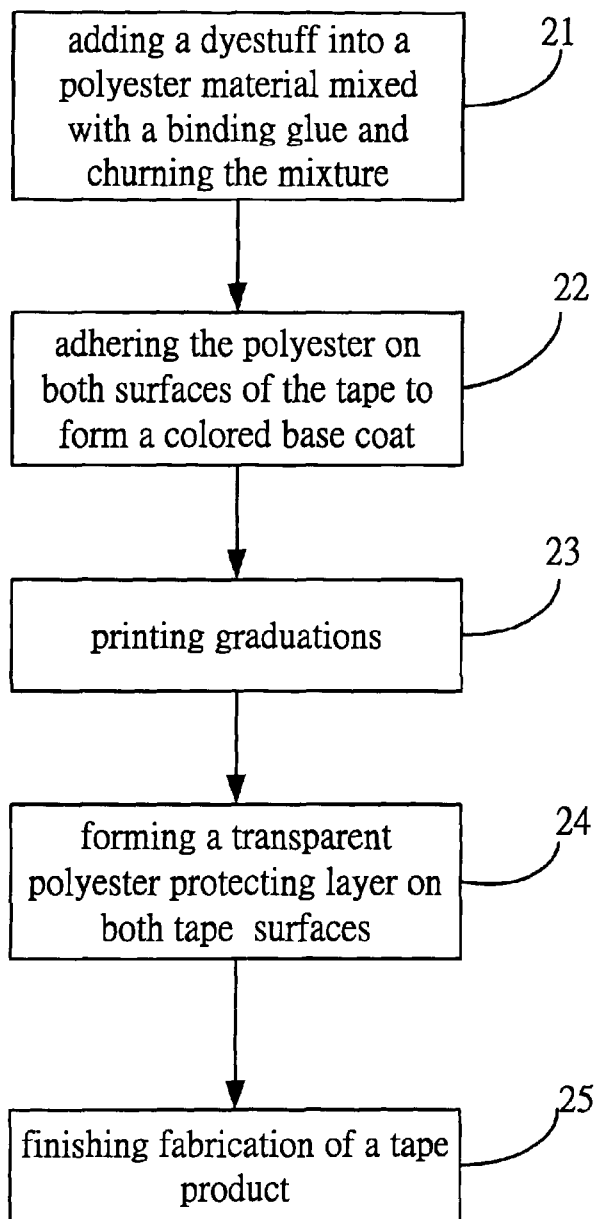 adding a dyestuff into a
polyester material mixed
with a binding glue and
churning the mixture
21
adhering the polyester on
both surfaces of the tape to
form a colored base coat
22
printing graduations
23
forming a transparent
polyester protecting layer on
both tape surfaces
24
finishing fabrication of a tape
product
25